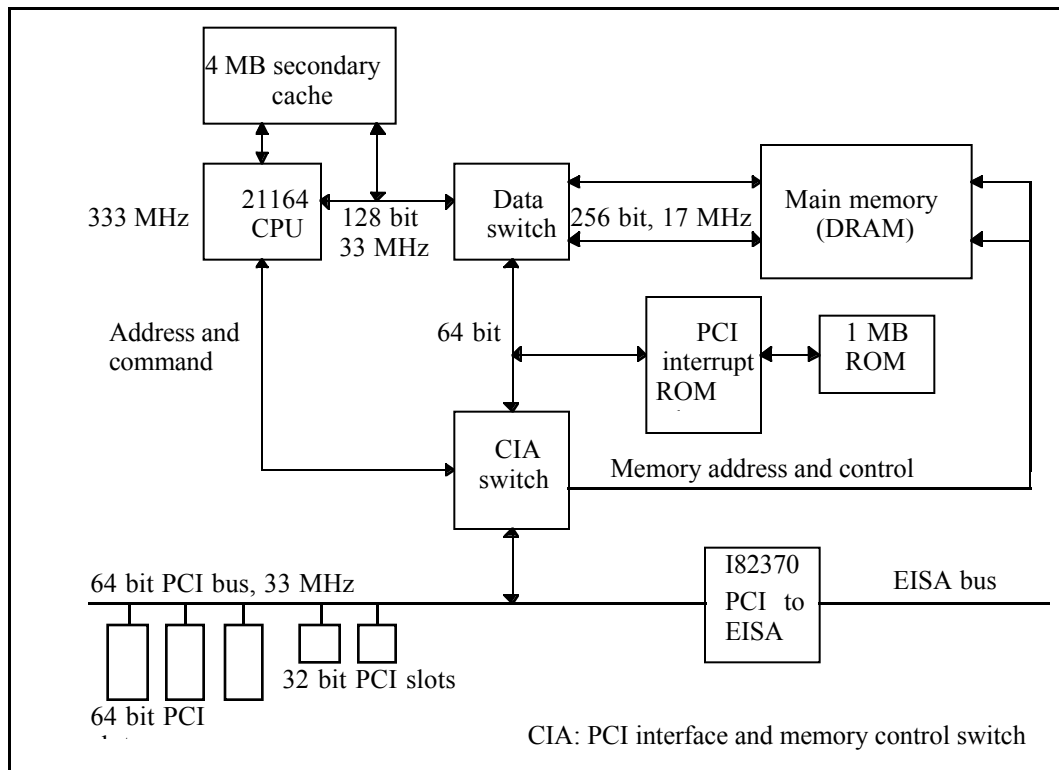 4 MB secondary
cache
333 MHz
21164
CPU
128 bit
33 MHz
Data
switch
256 bit, 17 MHz
Main memory
(DRAM)
Address and
command
64 bit
PCI
interrupt
ROM
1 MB
ROM
CIA
switch
Memory address and control
64 bit PCI bus, 33 MHz
I82370
PCI to
EISA
EISA bus
32 bit PCI slots
64 bit PCI
CIA: PCI interface and memory control switch